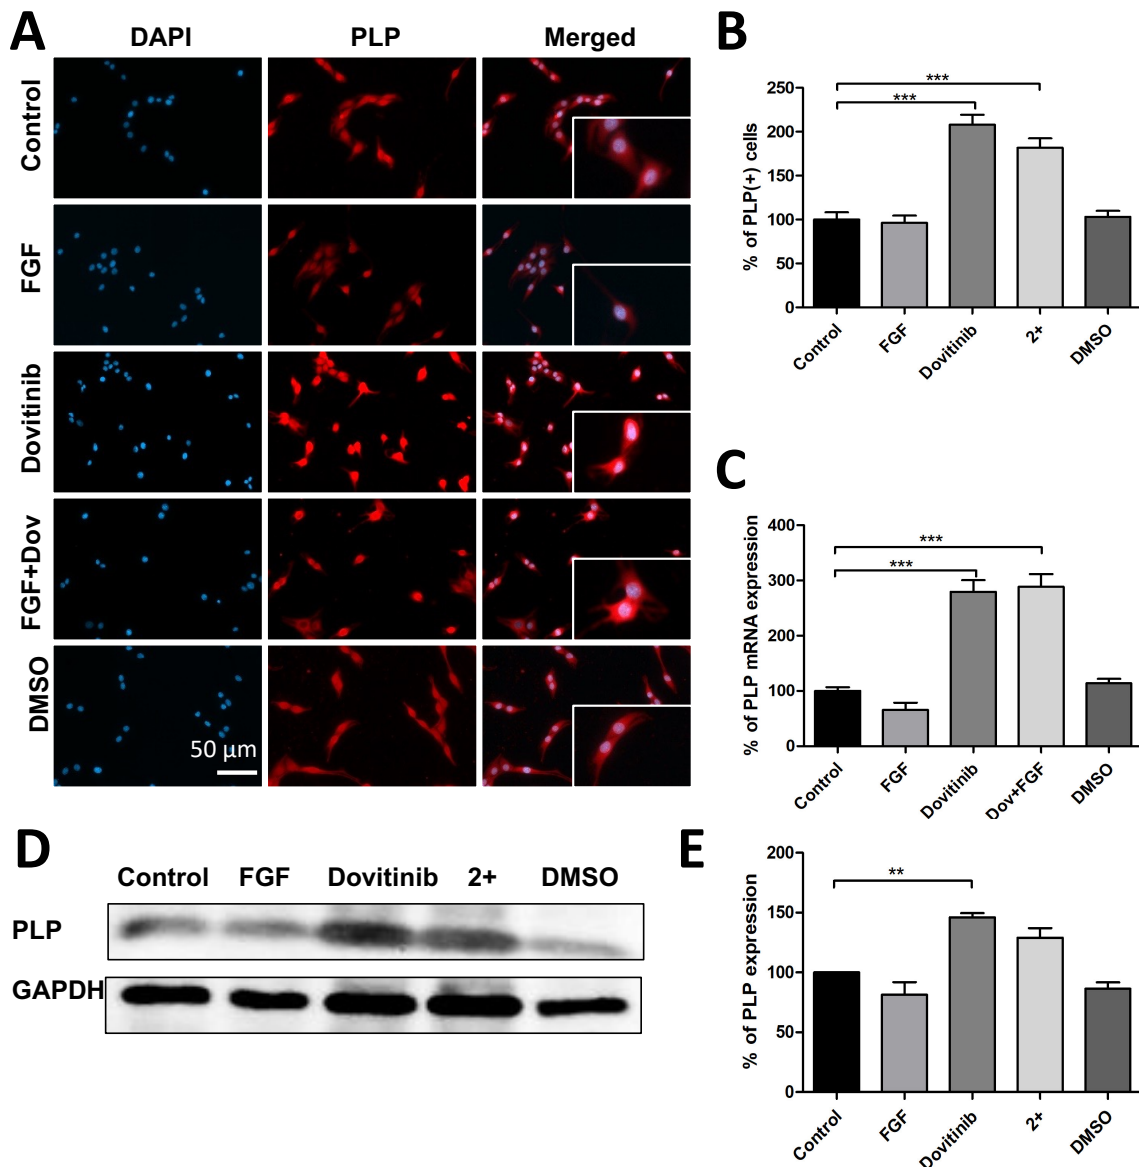 A
DAPI
PLP
Merged
Control
FGF
Dovitinib
FGF+Dov
DMSO
50 µm
B
% of PLP(+) cells
250
200
150
100
50
0
***
***
Control
FGF
Dovitinib
2+
DMSO
C
% of PLP mRNA expression
400
300
200
100
0
***
***
Control
FGF
Dovitinib
Dov+FGF
DMSO
D
Control FGF Dovitinib 2+ DMSO
PLP
GAPDH
E
% of PLP expression
200
150
100
50
0
**
Control
FGF
Dovitinib
2+
DMSO